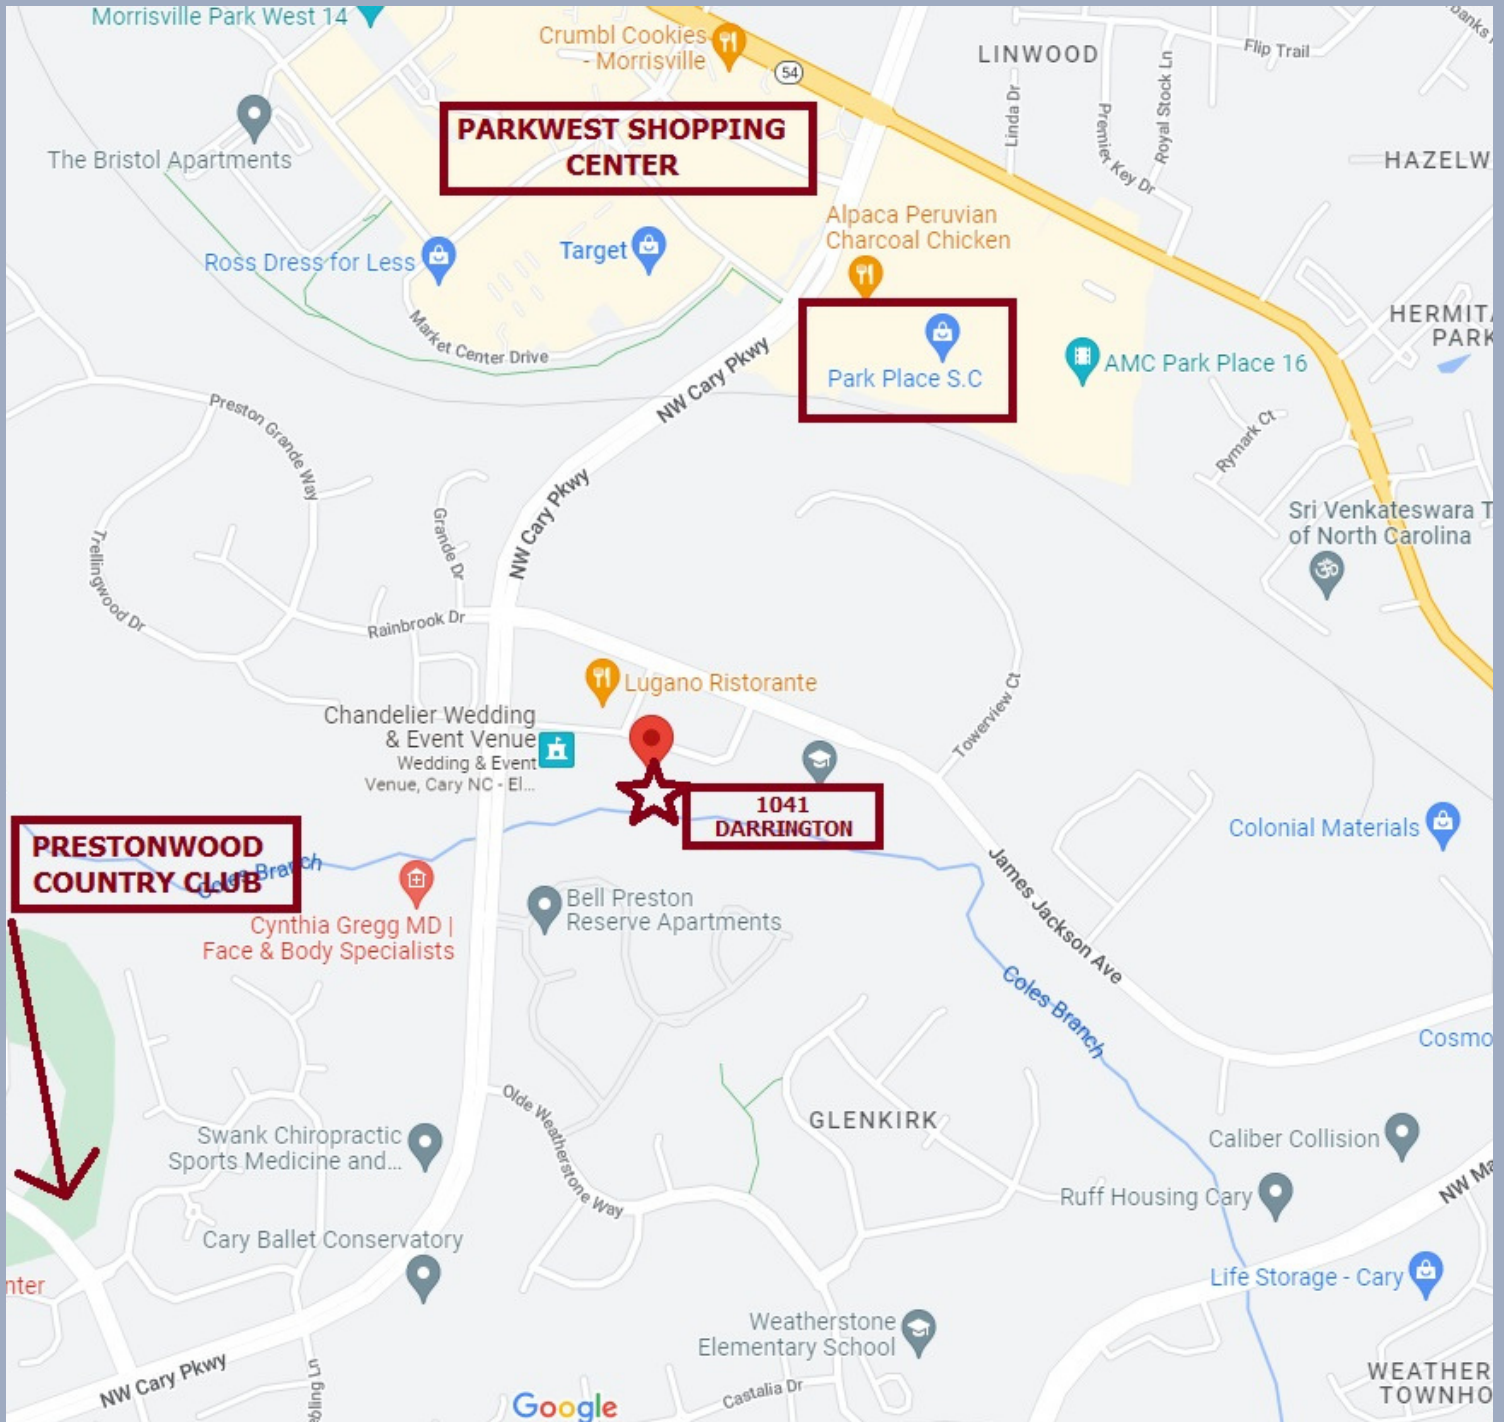 Morrisville Park West 14
Crumbl Cookies
- Morrisville
54
LINWOOD
Flip Trail
Linda Dr
Premier Key Dr
Royal Stock Ln
The Bristol Apartments
PARKWEST SHOPPING
CENTER
HAZELW
Alpaca Peruvian
Charcoal Chicken
Ross Dress for Less
Target
Market Center Drive
NW Cary Pkwy
Park Place S.C
AMC Park Place 16
HERMIT
PARK
Preston Grande Way
Rymark Ct
Grande Dr
NW Cary Pkwy
Sri Venkateswara T
of North Carolina
Trellingwood Dr
Rainbrook Dr
Lugano Ristorante
Towerview Ct
Chandelier Wedding
& Event Venue
Wedding & Event
Venue, Cary NC - El...
1041
DARRINGTON
Colonial Materials
PRESTONWOOD
COUNTRY CLUB
Coles Branch
James Jackson Ave
Cynthia Gregg MD |
Face & Body Specialists
Bell Preston
Reserve Apartments
Coles Branch
Cosmo
Olde Weatherstone Way
GLENKIRK
Swank Chiropractic
Sports Medicine and...
Caliber Collision
Ruff Housing Cary
NW Ma
Cary Ballet Conservatory
nter
Life Storage - Cary
Weatherstone
Elementary School
NW Cary Pkwy
Castalia Dr
WEATHER
TOWNHO
Google